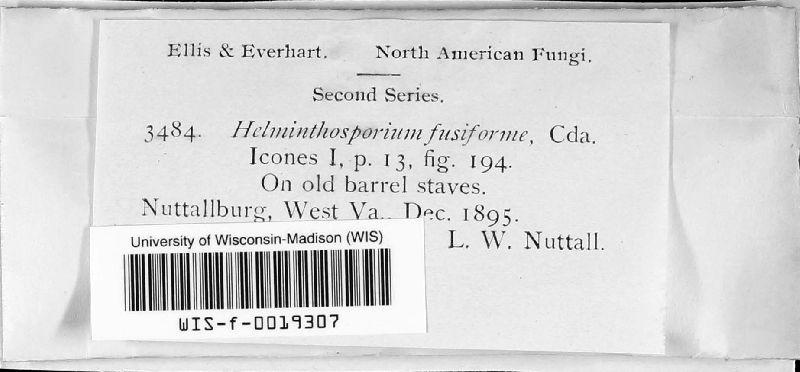 Ellis & Everhart. North American Fungi.
Second Series.
3484. Helminthosporium fusiforme, Cda.
Icones I, p. 13, fig. 194.
On old barrel staves.
Nuttallburg, West Va., Dec. 1895.
L. W. Nuttall.
University of Wisconsin-Madison (WIS)
WIS-f-0019307